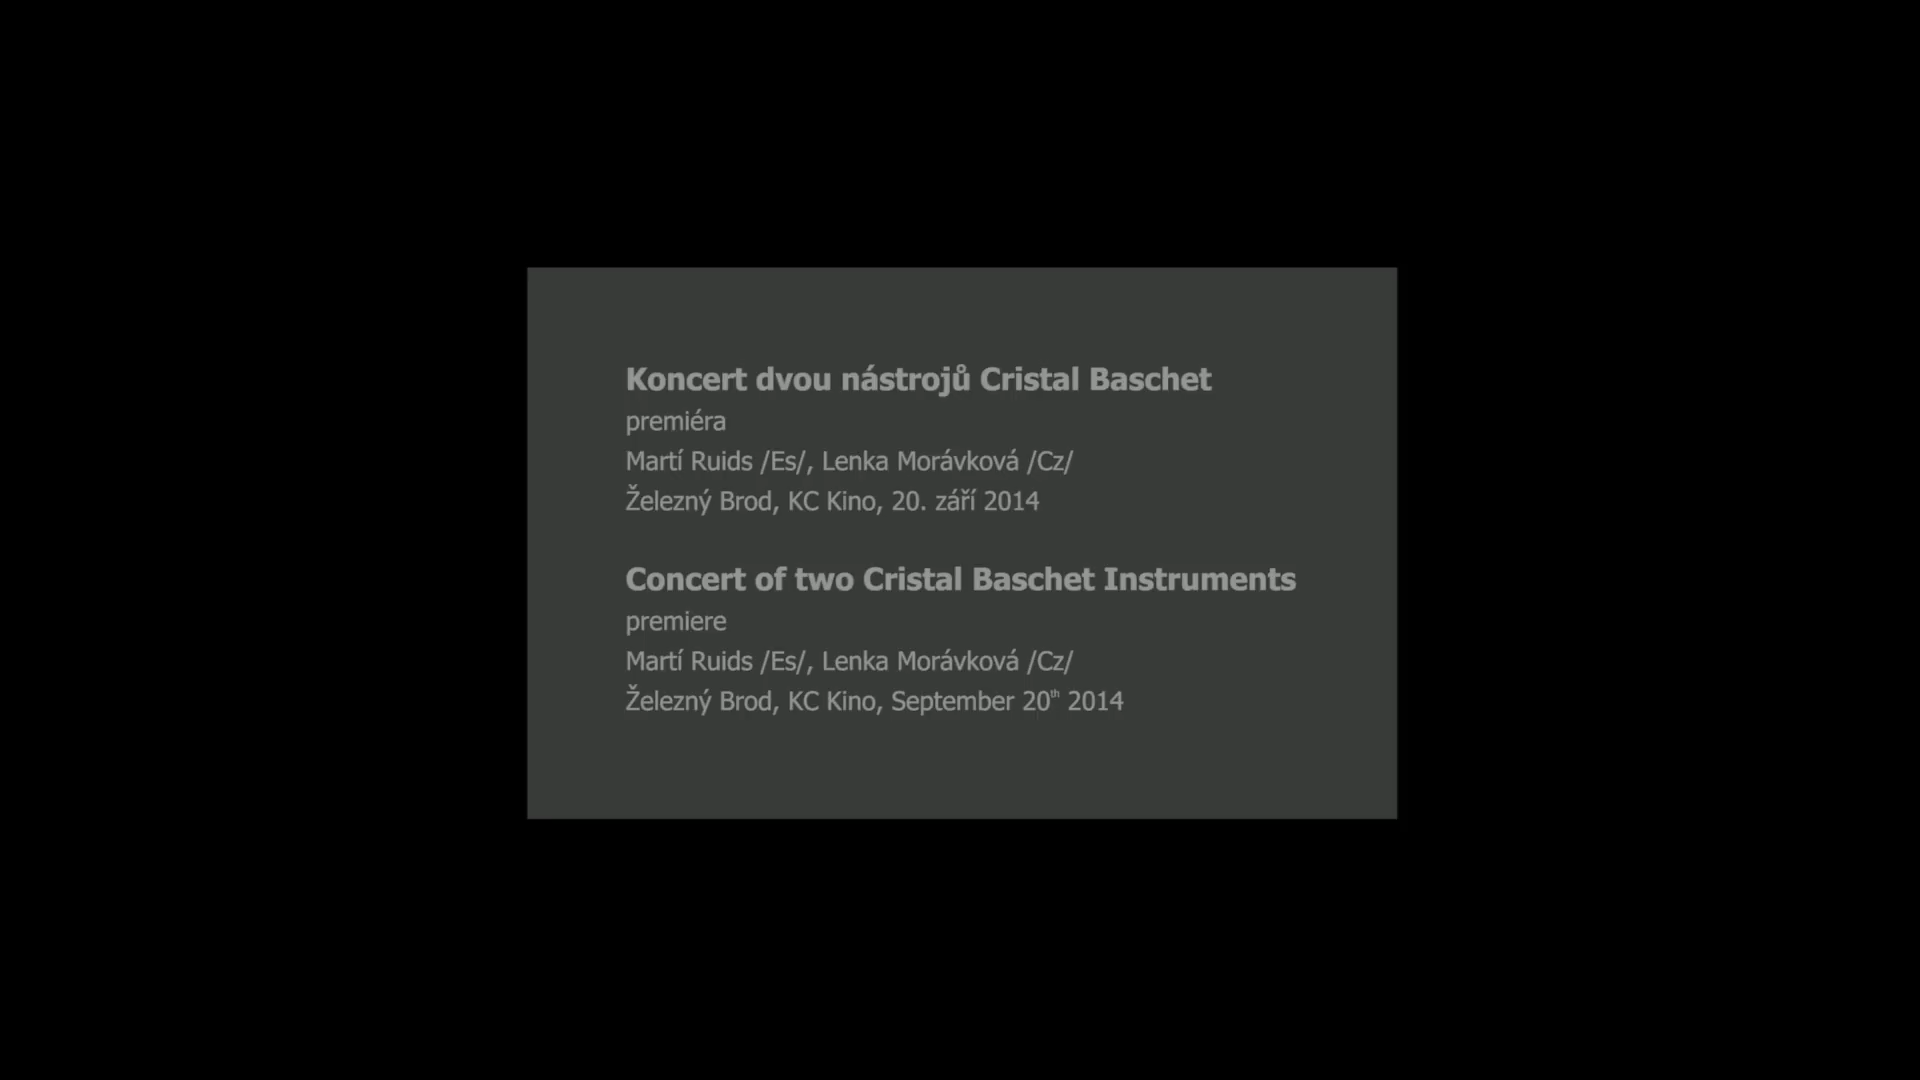 Koncert dvou nástrojů Cristal Baschet
premiéra
Martí Ruids /Es/, Lenka Morávková /Cz/
Železný Brod, KC Kino, 20. září 2014
Concert of two Cristal Baschet Instruments
premiere
Martí Ruids /Es/, Lenka Morávková /Cz/
Železný Brod, KC Kino, September 20th 2014